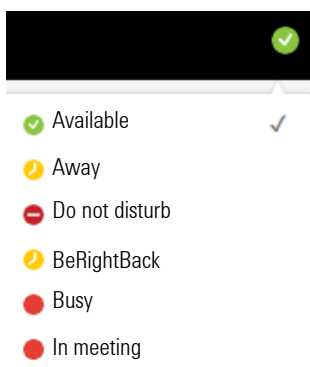 Available
Away
Do not disturb
BeRightBack
Busy
In meeting